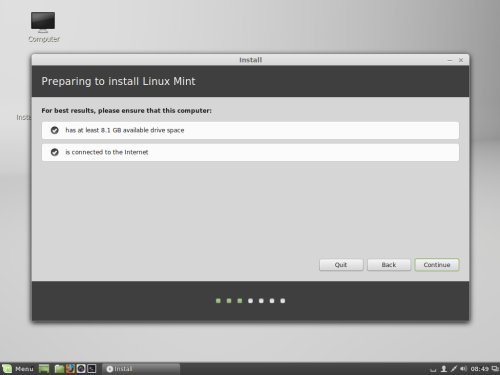 Computer
Install
Preparing to install Linux Mint
For best results, please ensure that this computer:
has at least 8.1 GB available drive space
is connected to the Internet
Quit
Back
Continue
Menu
Install
08:49